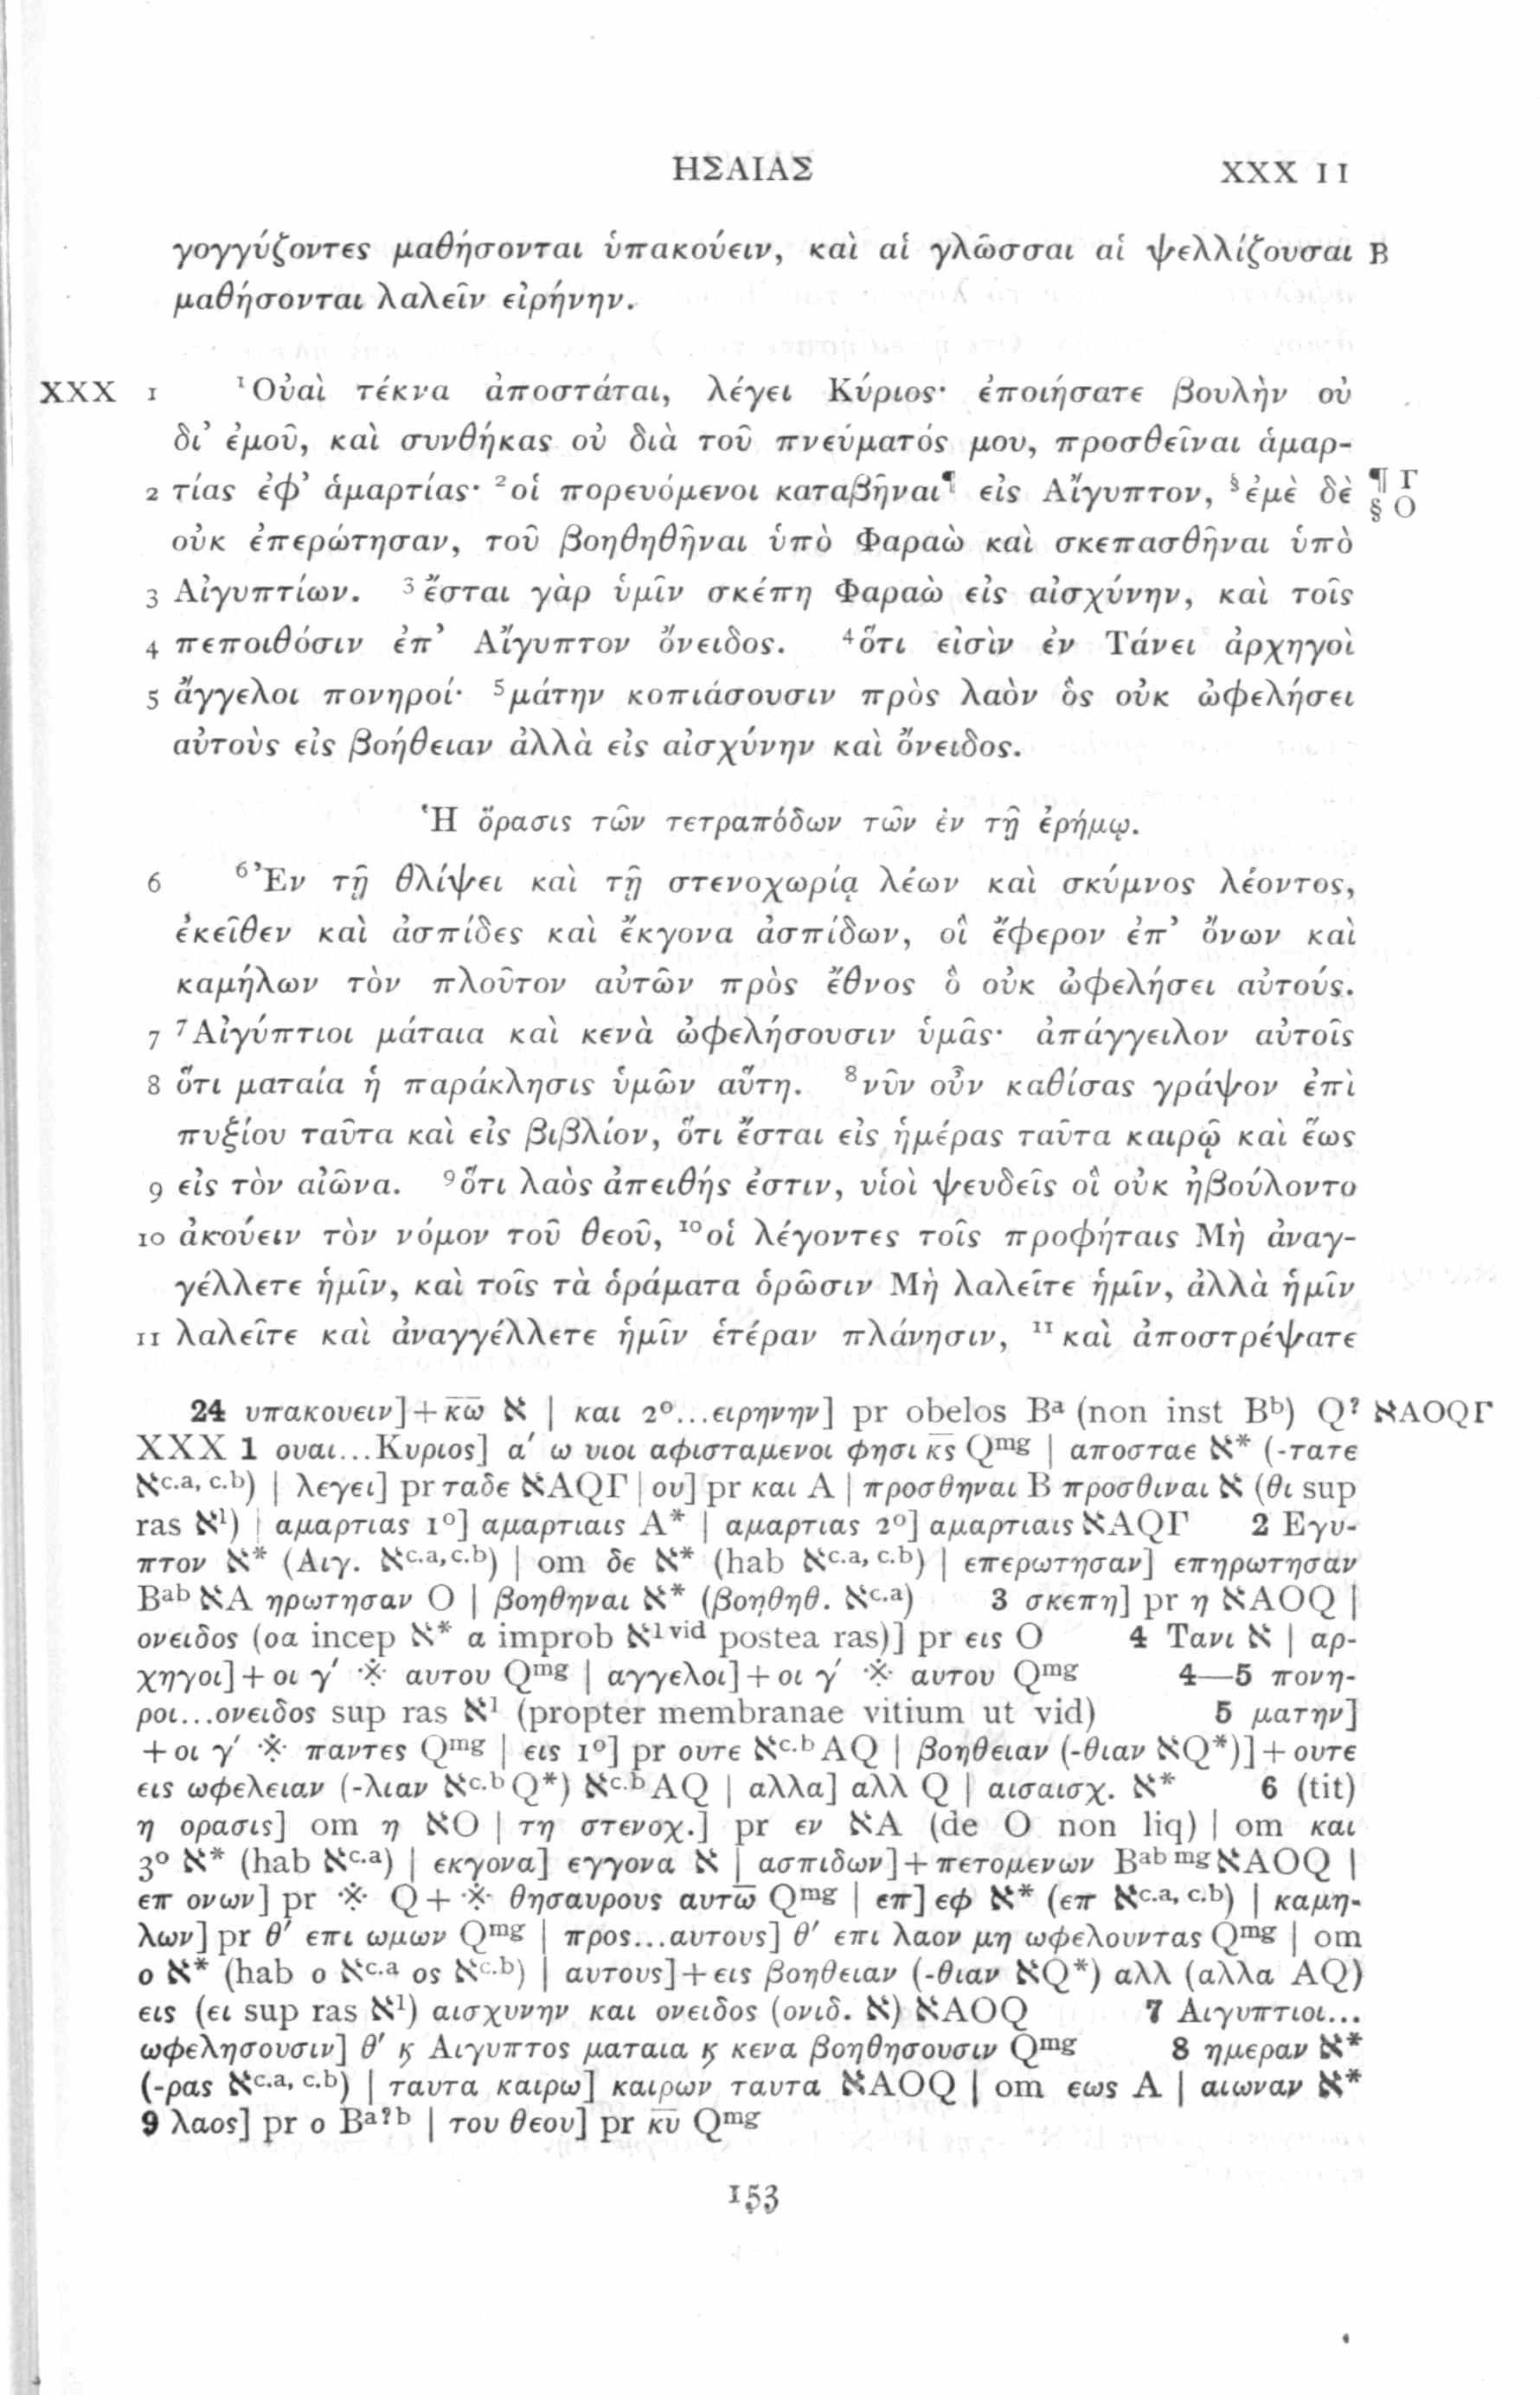 ΗΣΑΙΑΣ XXX 11
γογγύζοντες μαθήσονται ὑπακούειν, καὶ αἱ γλῶσσαι αἱ ψελλίζουσαι B
μαθήσονται λαλεῖν εἰρήνην.
XXX 1 ¹Οὐαὶ τέκνα ἀποστάται, λέγει Κύριος· ἐποιήσατε βουλὴν οὐ
δι’ ἐμοῦ, καὶ συνθήκας οὐ διὰ τοῦ πνεύματός μου, προσθεῖναι ἁμαρ-
2 τίας ἐφ’ ἁμαρτίας· ²οἱ πορευόμενοι καταβῆναι¶ εἰς Αἴγυπτον, §ἐμὲ δὲ ¶ Γ § O
οὐκ ἐπερώτησαν, τοῦ βοηθηθῆναι ὑπὸ Φαραὼ καὶ σκεπασθῆναι ὑπὸ
3 Αἰγυπτίων. ³ἔσται γὰρ ὑμῖν σκέπη Φαραὼ εἰς αἰσχύνην, καὶ τοῖς
4 πεποιθόσιν ἐπ’ Αἴγυπτον ὄνειδος. ⁴ὅτι εἰσὶν ἐν Τάνει ἀρχηγοὶ
5 ἄγγελοι πονηροί· ⁵μάτην κοπιάσουσιν πρὸς λαὸν ὃς οὐκ ὠφελήσει
αὐτοὺς εἰς βοήθειαν ἀλλὰ εἰς αἰσχύνην καὶ ὄνειδος.
Ἡ ὅρασις τῶν τετραπόδων τῶν ἐν τῇ ἐρήμῳ.
6 ⁶Ἐν τῇ θλίψει καὶ τῇ στενοχωρίᾳ λέων καὶ σκύμνος λέοντος,
ἐκεῖθεν καὶ ἀσπίδες καὶ ἔκγονα ἀσπίδων, οἳ ἔφερον ἐπ’ ὄνων καὶ
καμήλων τὸν πλοῦτον αὐτῶν πρὸς ἔθνος ὃ οὐκ ὠφελήσει αὐτούς.
7 ⁷Αἰγύπτιοι μάταια καὶ κενὰ ὠφελήσουσιν ὑμᾶς· ἀπάγγειλον αὐτοῖς
8 ὅτι ματαία ἡ παράκλησις ὑμῶν αὕτη. ⁸νῦν οὖν καθίσας γράψον ἐπὶ
πυξίου ταῦτα καὶ εἰς βιβλίον, ὅτι ἔσται εἰς ἡμέρας ταῦτα καιρῷ καὶ ἕως
9 εἰς τὸν αἰῶνα. ⁹ὅτι λαὸς ἀπειθής ἐστιν, υἱοὶ ψευδεῖς οἳ οὐκ ἠβούλοντο
10 ἀκούειν τὸν νόμον τοῦ θεοῦ, ¹⁰οἱ λέγοντες τοῖς προφήταις Μὴ ἀναγ-
γέλλετε ἡμῖν, καὶ τοῖς τὰ ὁράματα ὁρῶσιν Μὴ λαλεῖτε ἡμῖν, ἀλλὰ ἡμῖν
11 λαλεῖτε καὶ ἀναγγέλλετε ἡμῖν ἑτέραν πλάνησιν, ¹¹καὶ ἀποστρέψατε
24 υπακουειν]+κ̅ω̅ ℵ | και 2º...ειρηνην] pr obelos Bᵃ (non inst Bᵇ) Q? ℵAOQΓ
XXX 1 ουαι...Κυριος] α′ ω υιοι αφισταμενοι φησι κ̅ς̅ Qᵐᵍ | αποσταε ℵ* (-τατε
ℵᶜ·ᵃ, ᶜ·ᵇ) | λεγει] pr ταδε ℵAQΓ | ου] pr και A | προσθηναι B προσθιναι ℵ (θι sup
ras ℵ¹) | αμαρτιας 1º] αμαρτιαις A* | αμαρτιας 2º] αμαρτιαις ℵAQΓ 2 Εγυ-
πτον ℵ* (Αιγ. ℵᶜ·ᵃ,ᶜ·ᵇ) | om δε ℵ* (hab ℵᶜ·ᵃ, ᶜ·ᵇ) | επερωτησαν] επηρωτησαν
Bᵃᵇ ℵA ηρωτησαν O | βοηθηναι ℵ* (βοηθηθ. ℵᶜ·ᵃ) 3 σκεπη] pr η ℵAOQ |
ονειδος (οα incep ℵ* α improb ℵ¹ ᵛⁱᵈ postea ras)] pr εις O 4 Τανι ℵ | αρ-
χηγοι]+οι γ′ ※ αυτου Qᵐᵍ | αγγελοι]+οι γ′ ※ αυτου Qᵐᵍ 4—5 πονη-
ροι...ονειδος sup ras ℵ¹ (propter membranae vitium ut vid) 5 ματην]
+οι γ′ ※ παντες Qᵐᵍ | εις 1º] pr ουτε ℵᶜ·ᵇ AQ | βοηθειαν (-θιαν ℵQ*)]+ουτε
εις ωφελειαν (-λιαν ℵᶜ·ᵇ Q*) ℵᶜ·ᵇ AQ | αλλα] αλλ Q | αισαισχ. ℵ* 6 (tit)
η ορασις] om η ℵO | τη στενοχ.] pr εν ℵA (de O non liq) | om και
3º ℵ* (hab ℵᶜ·ᵃ) | εκγονα] εγγονα ℵ | ασπιδων]+πετομενων Bᵃᵇ ᵐᵍ ℵAOQ |
επ ονων] pr ※ Q+※ θησαυρους αυτω̅ Qᵐᵍ | επ] εφ ℵ* (επ ℵᶜ·ᵃ, ᶜ·ᵇ) | καμη-
λων] pr θ′ επι ωμων Qᵐᵍ | προς...αυτους] θ′ επι λαον μη ωφελουντας Qᵐᵍ | om
ο ℵ* (hab ο ℵᶜ·ᵃ ος ℵᶜ·ᵇ) | αυτους]+εις βοηθειαν (-θιαν ℵQ*) αλλ (αλλα AQ)
εις (ει sup ras ℵ¹) αισχυνην και ονειδος (ονιδ. ℵ) ℵAOQ 7 Αιγυπτιοι...
ωφελησουσιν] θ′ ϗ Αιγυπτος ματαια ϗ κενα βοηθησουσιν Qᵐᵍ 8 ημεραν ℵ*
(-ρας ℵᶜ·ᵃ, ᶜ·ᵇ) | ταυτα καιρω] καιρων ταυτα ℵAOQ | om εως A | αιωναν ℵ*
9 λαος] pr ο Bᵃ?ᵇ | του θεου] pr κ̅υ̅ Qᵐᵍ
153